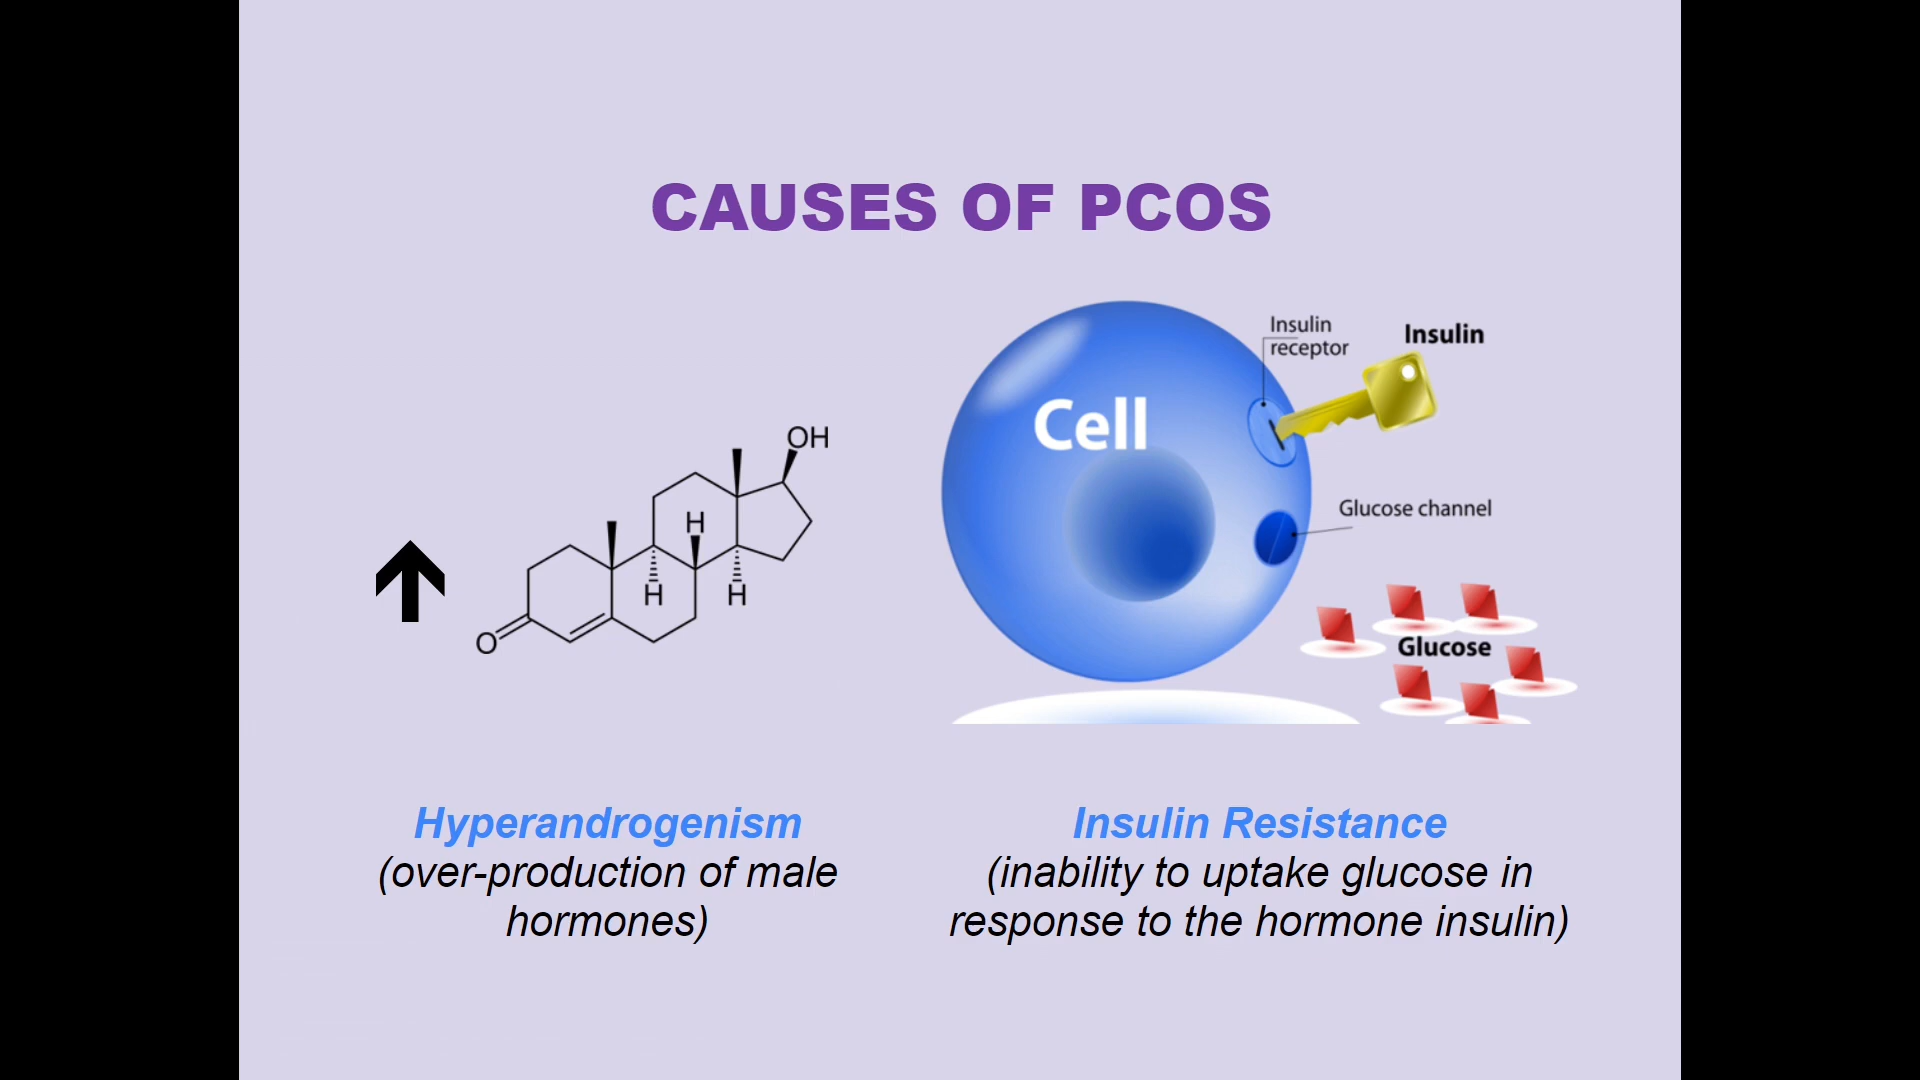 CAUSES OF PCOS
OH
H
H
H
O
Cell
Insulin
receptor
Insulin
Glucose channel
Glucose
Hyperandrogenism
(over-production of male
hormones)
Insulin Resistance
(inability to uptake glucose in
response to the hormone insulin)